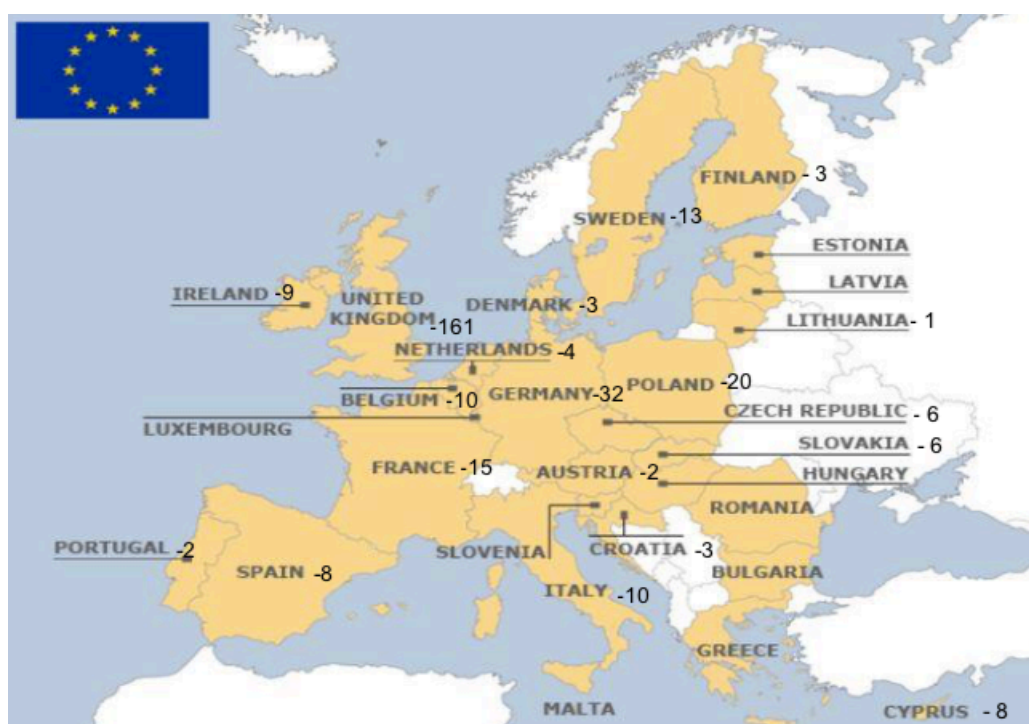 FINLAND - 3
SWEDEN -13
ESTONIA
LATVIA
IRELAND -9
UNITED
KINGDOM -161
DENMARK -3
LITHUANIA- 1
NETHERLANDS -4
BELGIUM -10
GERMANY-32
POLAND -20
CZECH REPUBLIC - 6
LUXEMBOURG
SLOVAKIA - 6
FRANCE -15
AUSTRIA -2
HUNGARY
ROMANIA
PORTUGAL -2
SPAIN -8
SLOVENIA
CROATIA -3
BULGARIA
ITALY -10
GREECE
MALTA
CYPRUS - 8